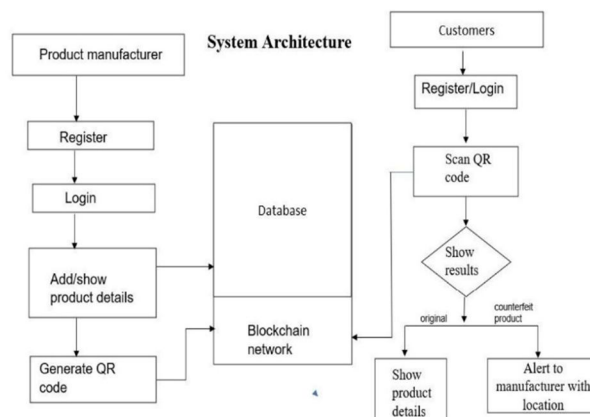 System Architecture
Product manufacturer
Register
Login
Add/show
product details
Generate QR
code
Database
Blockchain
network
Customers
Register/Login
Scan QR
code
Show
results
original
counterfeit
product
Show
product
details
Alert to
manufacturer with
location